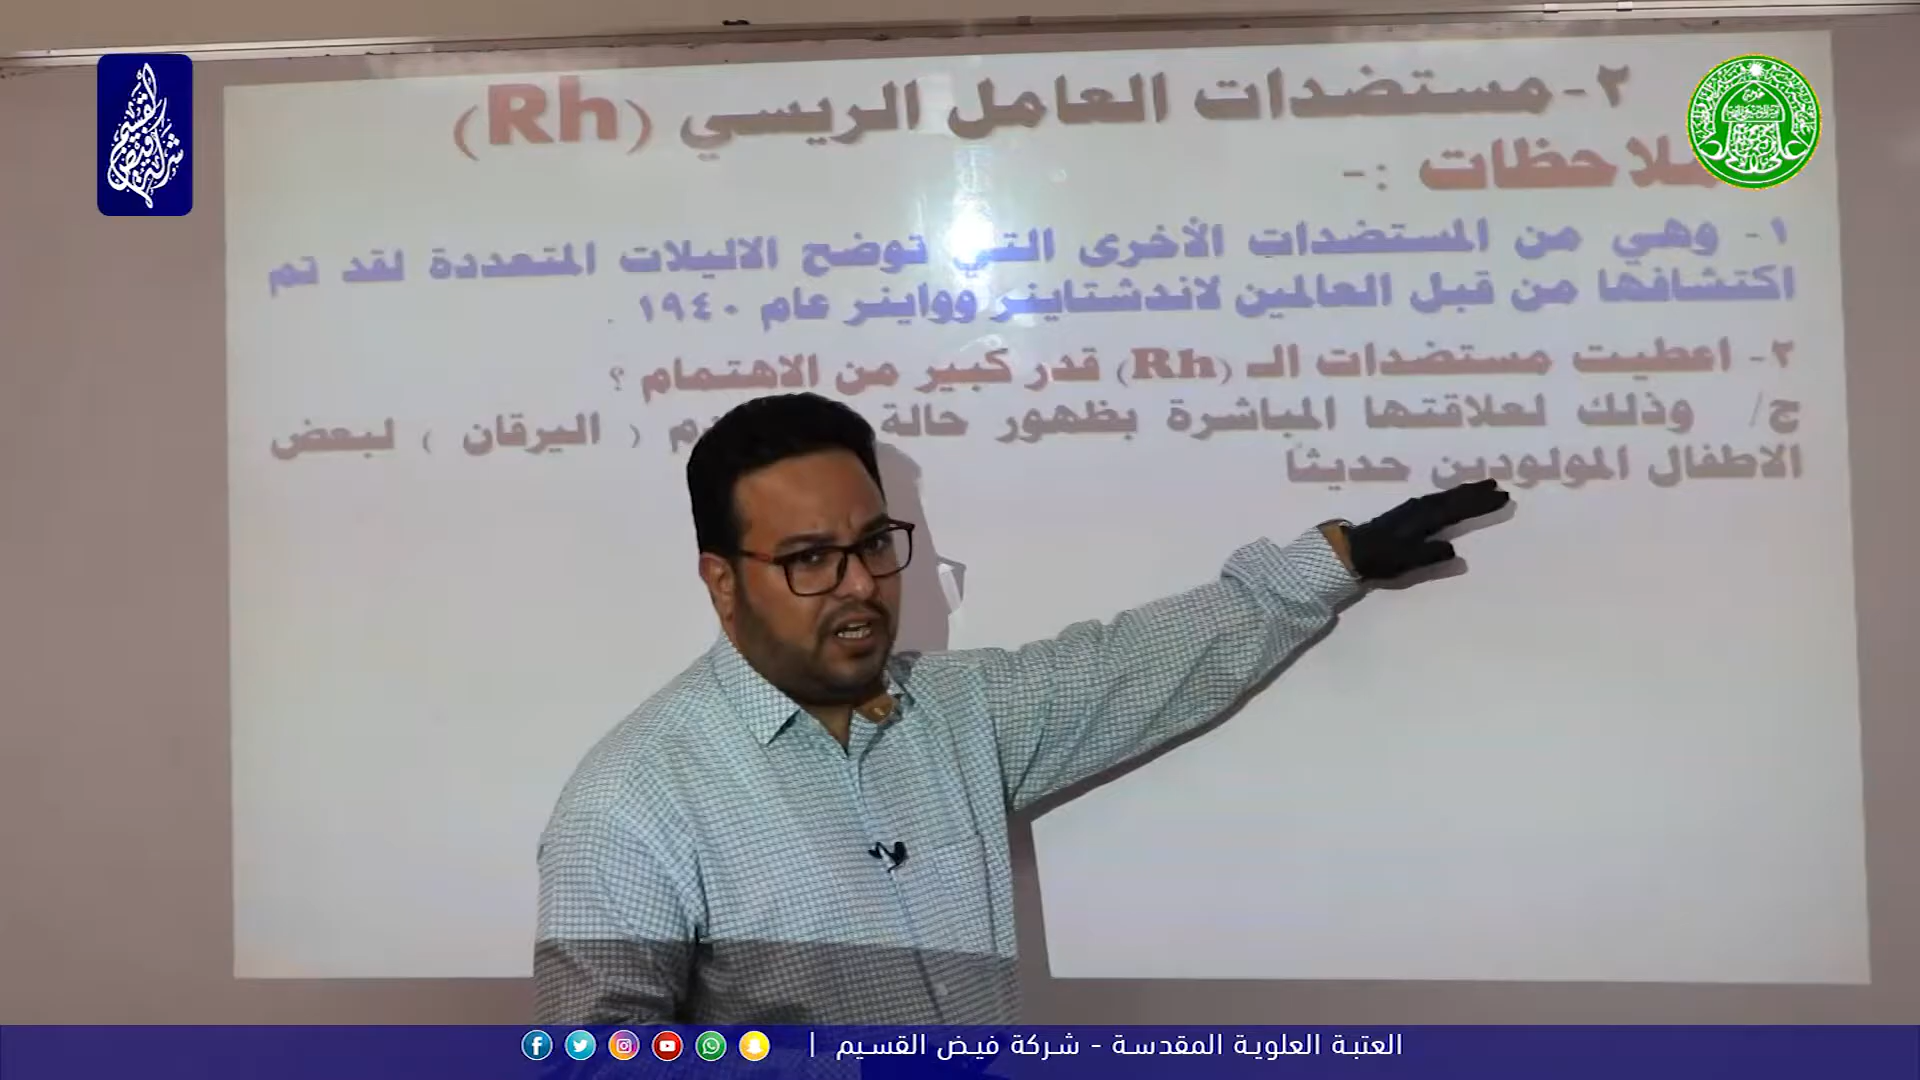 ٢- مستضدات العامل الريسي (Rh)
ملاحظات :-
١- وهي من المستضدات الأخرى التي توضح الاليلات المتعددة لقد تم
اكتشافها من قبل العالمين لاندشتاينر وواينر عام ١٩٤٠ .
٢- اعطيت مستضدات الـ (Rh) قدر كبير من الاهتمام ؟
ج/ وذلك لعلاقتها المباشرة بظهور حالة ( اليرقان ) لبعض
الاطفال المولودين حديثا
العتبة العلوية المقدسة - شركة فيض القسيم |